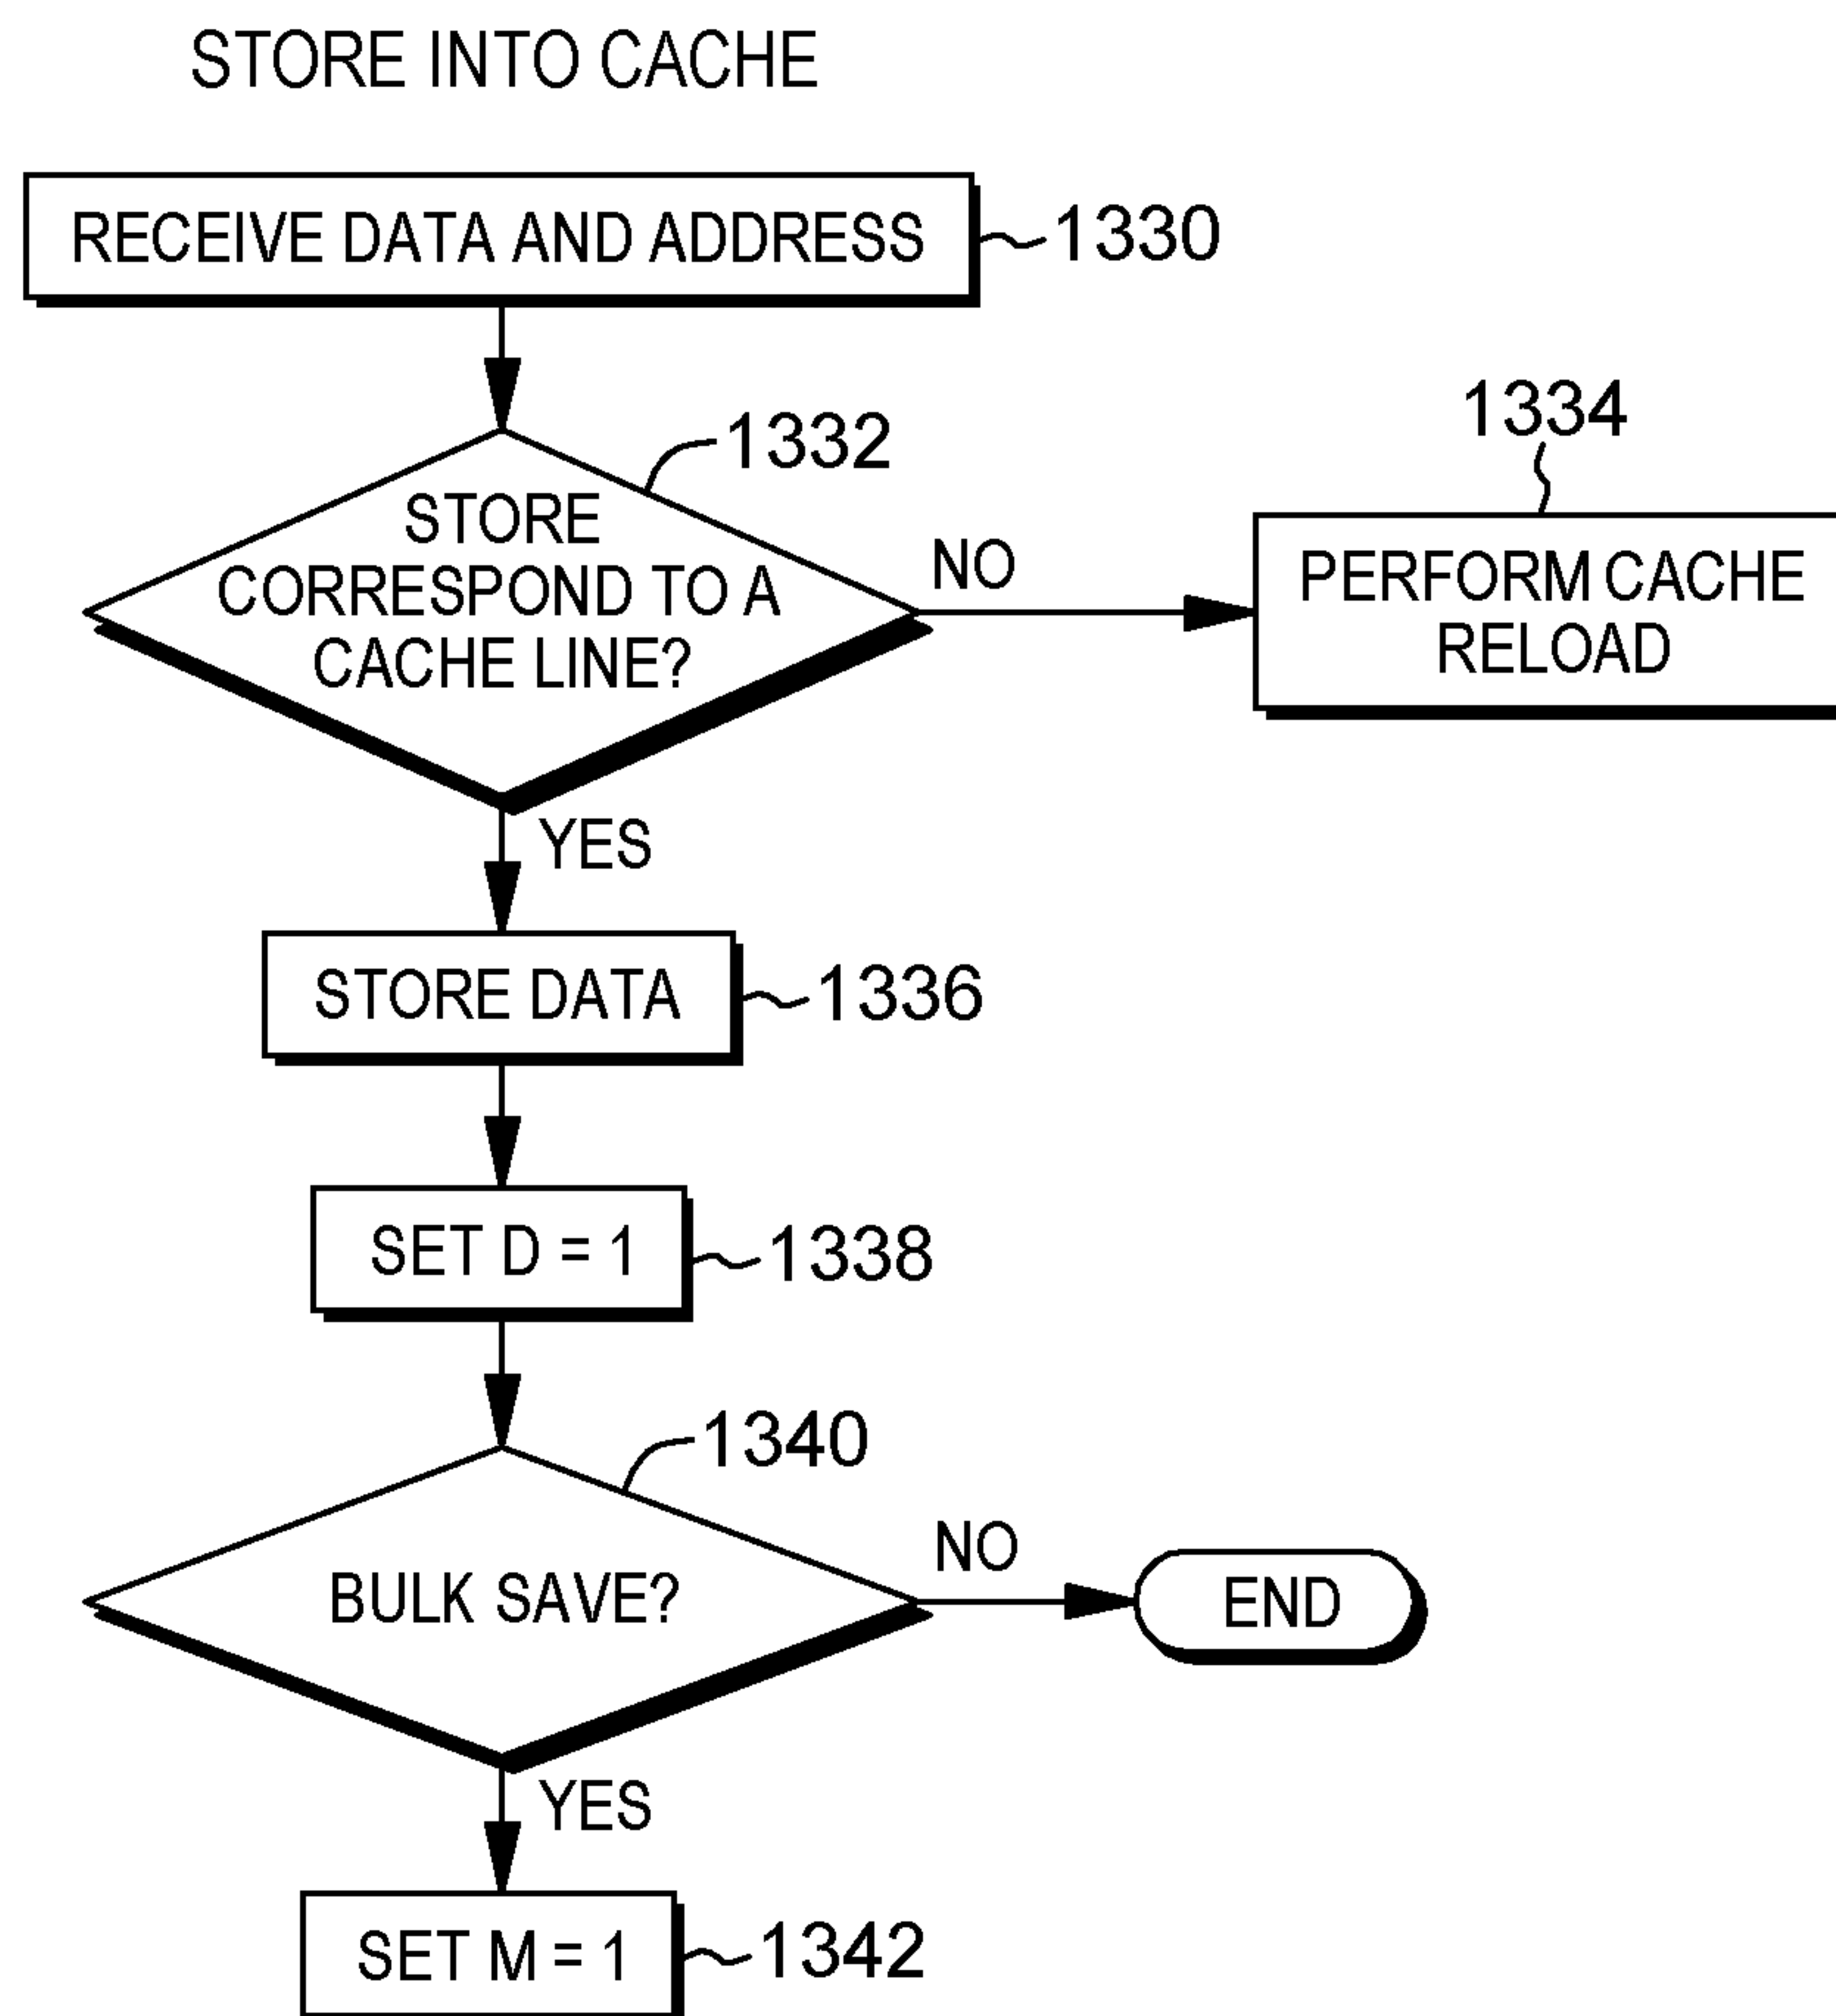 STORE INTO CACHE
RECEIVE DATA AND ADDRESS
1330
1332
STORE
CORRESPOND TO A
CACHE LINE?
NO
1334
PERFORM CACHE
RELOAD
YES
STORE DATA
1336
SET D = 1
1338
1340
BULK SAVE?
NO
END
YES
SET M = 1
1342